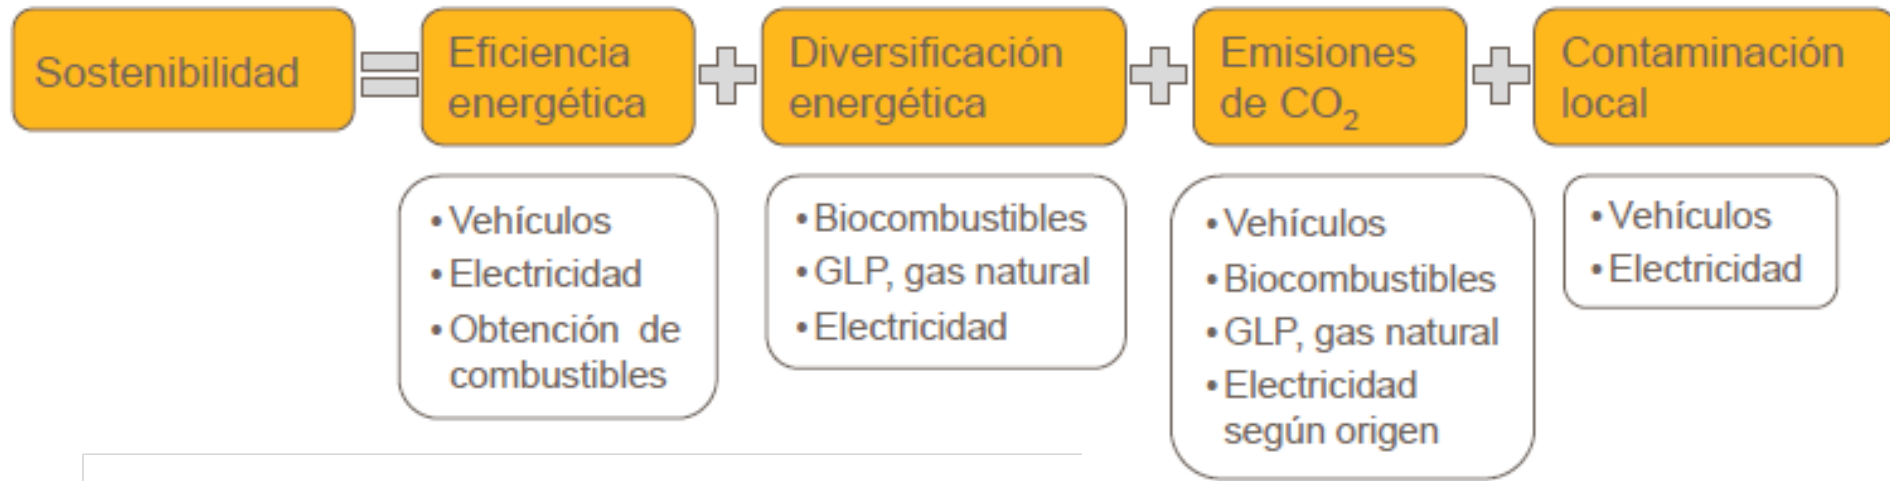 Sostenibilidad
=
Eficiencia
energética
+
Diversificación
energética
+
Emisiones
de CO₂
+
Contaminación
local
• Vehículos
• Electricidad
• Obtención de
combustibles
• Biocombustibles
• GLP, gas natural
• Electricidad
• Vehículos
• Biocombustibles
• GLP, gas natural
• Electricidad
según origen
• Vehículos
• Electricidad